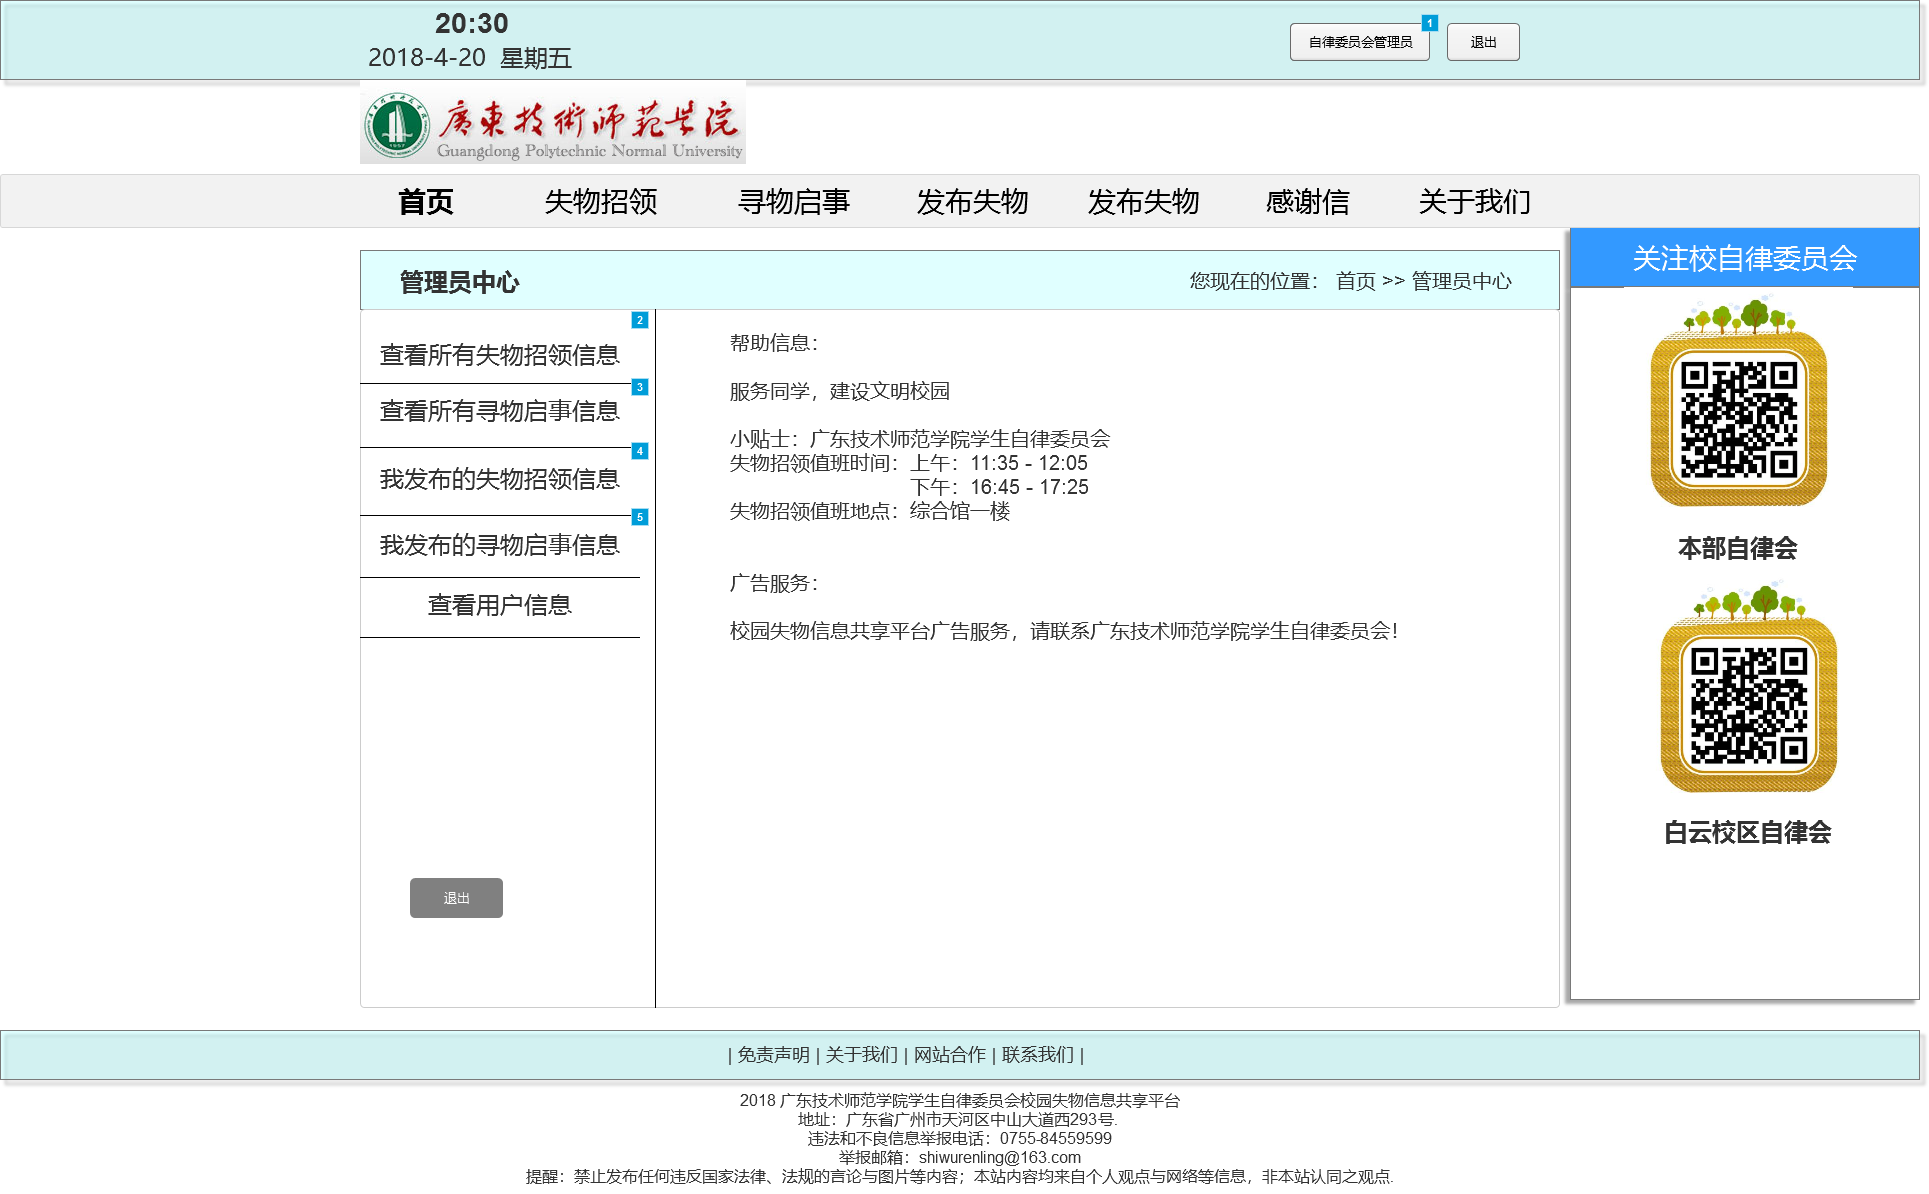 20:30
2018-4-20 星期五
自律委员会管理员
1
退出
廣東技術师范学院
Guangdong Polytechnic Normal University
首页 失物招领 寻物启事 发布失物 发布失物 感谢信 关于我们
关注校自律委员会
管理员中心
您现在的位置： 首页 >> 管理员中心
2
查看所有失物招领信息
3
查看所有寻物启事信息
4
我发布的失物招领信息
5
我发布的寻物启事信息
查看用户信息
退出
帮助信息：
服务同学，建设文明校园
小贴士：广东技术师范学院学生自律委员会
失物招领值班时间：上午：11:35 - 12:05
下午：16:45 - 17:25
失物招领值班地点：综合馆一楼
广告服务：
校园失物信息共享平台广告服务，请联系广东技术师范学院学生自律委员会！
本部自律会
白云校区自律会
| 免责声明 | 关于我们 | 网站合作 | 联系我们 |
2018 广东技术师范学院学生自律委员会校园失物信息共享平台
地址：广东省广州市天河区中山大道西293号.
违法和不良信息举报电话：0755-84559599
举报邮箱：shiwurenling@163.com
提醒：禁止发布任何违反国家法律、法规的言论与图片等内容；本站内容均来自个人观点与网络等信息，非本站认同之观点.